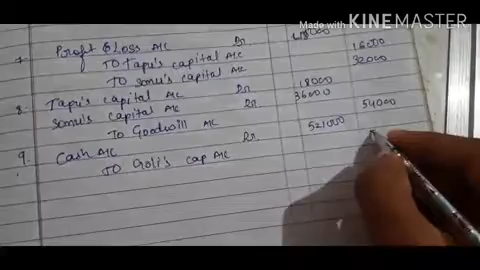 Made with KINEMASTER
7. Profit & Loss A/C Dr. 48000
TO Tapu's capital A/C 16000
TO sonu's capital A/C 32000
8. Tapu's capital A/C Dr 18000
sonu's capital A/C Dr 36000
TO Goodwill A/C 54000
9. Cash A/C Dr. 521000
TO Goli's cap A/C